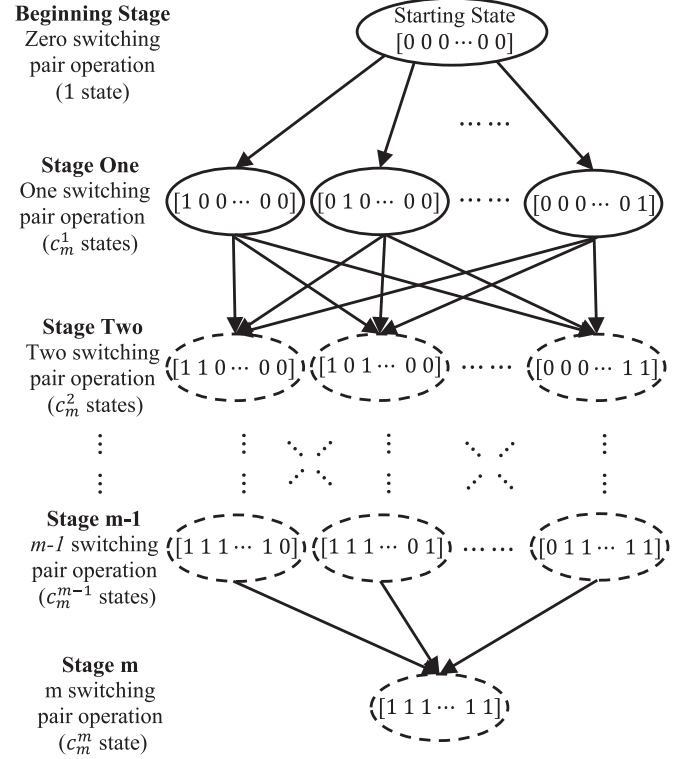 Beginning Stage
Zero switching
pair operation
(1 state)
Starting State
[0 0 0 ⋯ 0 0]
⋯ ⋯
Stage One
One switching
pair operation
($c_m^1$ states)
[1 0 0 ⋯ 0 0]
[0 1 0 ⋯ 0 0]
⋯ ⋯
[0 0 0 ⋯ 0 1]
Stage Two
Two switching
pair operation
($c_m^2$ states)
[1 1 0 ⋯ 0 0]
[1 0 1 ⋯ 0 0]
⋯ ⋯
[0 0 0 ⋯ 1 1]
Stage m-1
m-1 switching
pair operation
($c_m^{m-1}$ states)
[1 1 1 ⋯ 1 0]
[1 1 1 ⋯ 0 1]
⋯ ⋯
[0 1 1 ⋯ 1 1]
Stage m
m switching
pair operation
($c_m^m$ state)
[1 1 1 ⋯ 1 1]